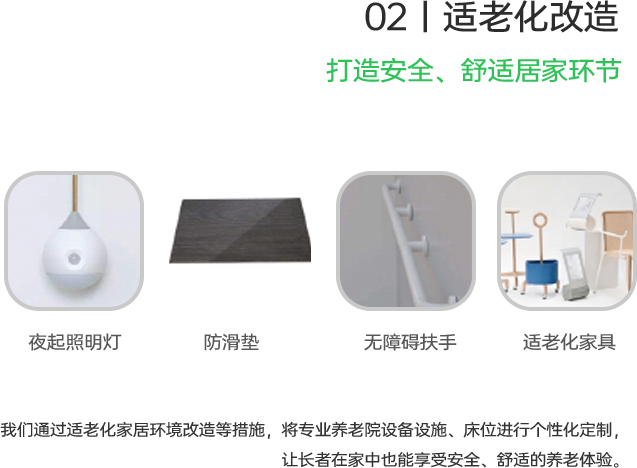 02丨适老化改造
打造安全、舒适居家环节
夜起照明灯
防滑垫
无障碍扶手
适老化家具
我们通过适老化家居环境改造等措施，将专业养老院设备设施、床位进行个性化定制，
让长者在家中也能享受安全、舒适的养老体验。